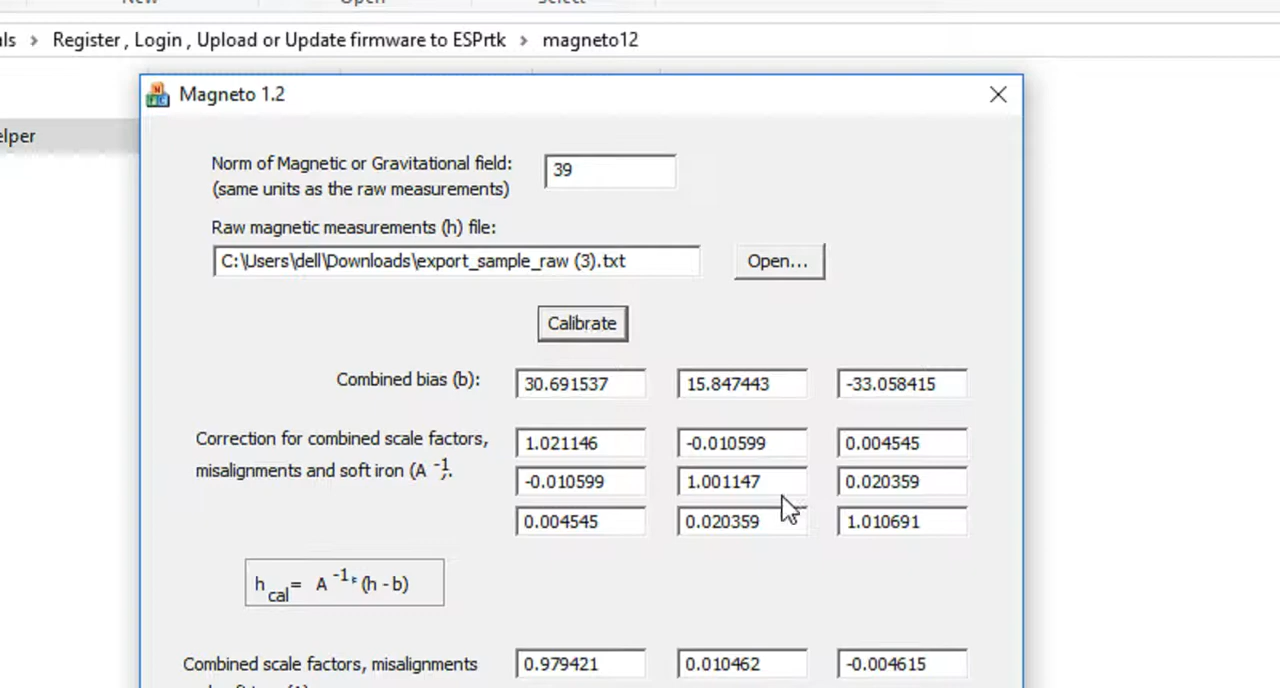 New Open Select
ls > Register , Login , Upload or Update firmware to ESPrtk > magneto12
Magneto 1.2
elper
Norm of Magnetic or Gravitational field:
39
(same units as the raw measurements)
Raw magnetic measurements (h) file:
C:\Users\dell\Downloads\export_sample_raw (3).txt
Open...
Calibrate
Combined bias (b): 30.691537 15.847443 -33.058415
Correction for combined scale factors, 1.021146 -0.010599 0.004545
misalignments and soft iron (A -1). -0.010599 1.001147 0.020359
0.004545 0.020359 1.010691
h cal = A -1* (h - b)
Combined scale factors, misalignments 0.979421 0.010462 -0.004615